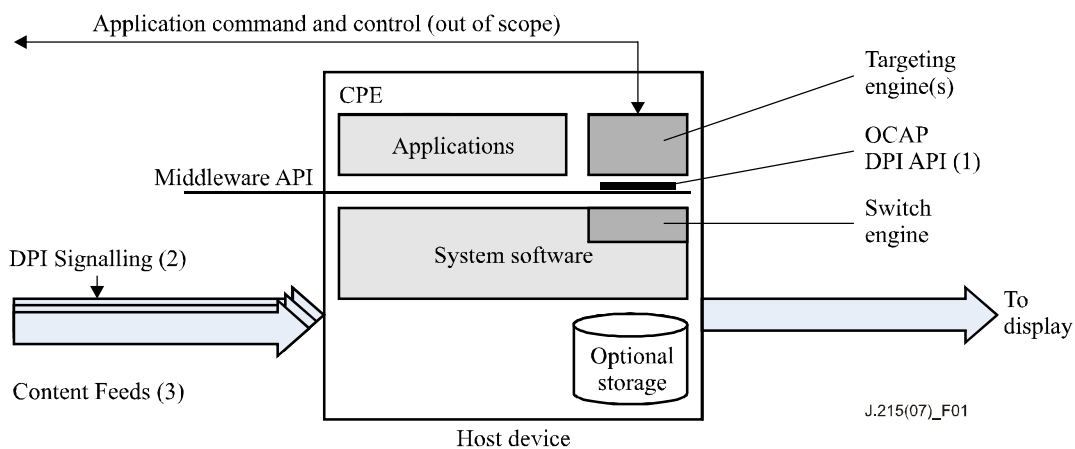 Application command and control (out of scope)
Targeting
engine(s)
CPE
Applications
OCAP
DPI API (1)
Middleware API
Switch
engine
System software
DPI Signalling (2)
To
display
Optional
storage
Content Feeds (3)
J.215(07)_F01
Host device